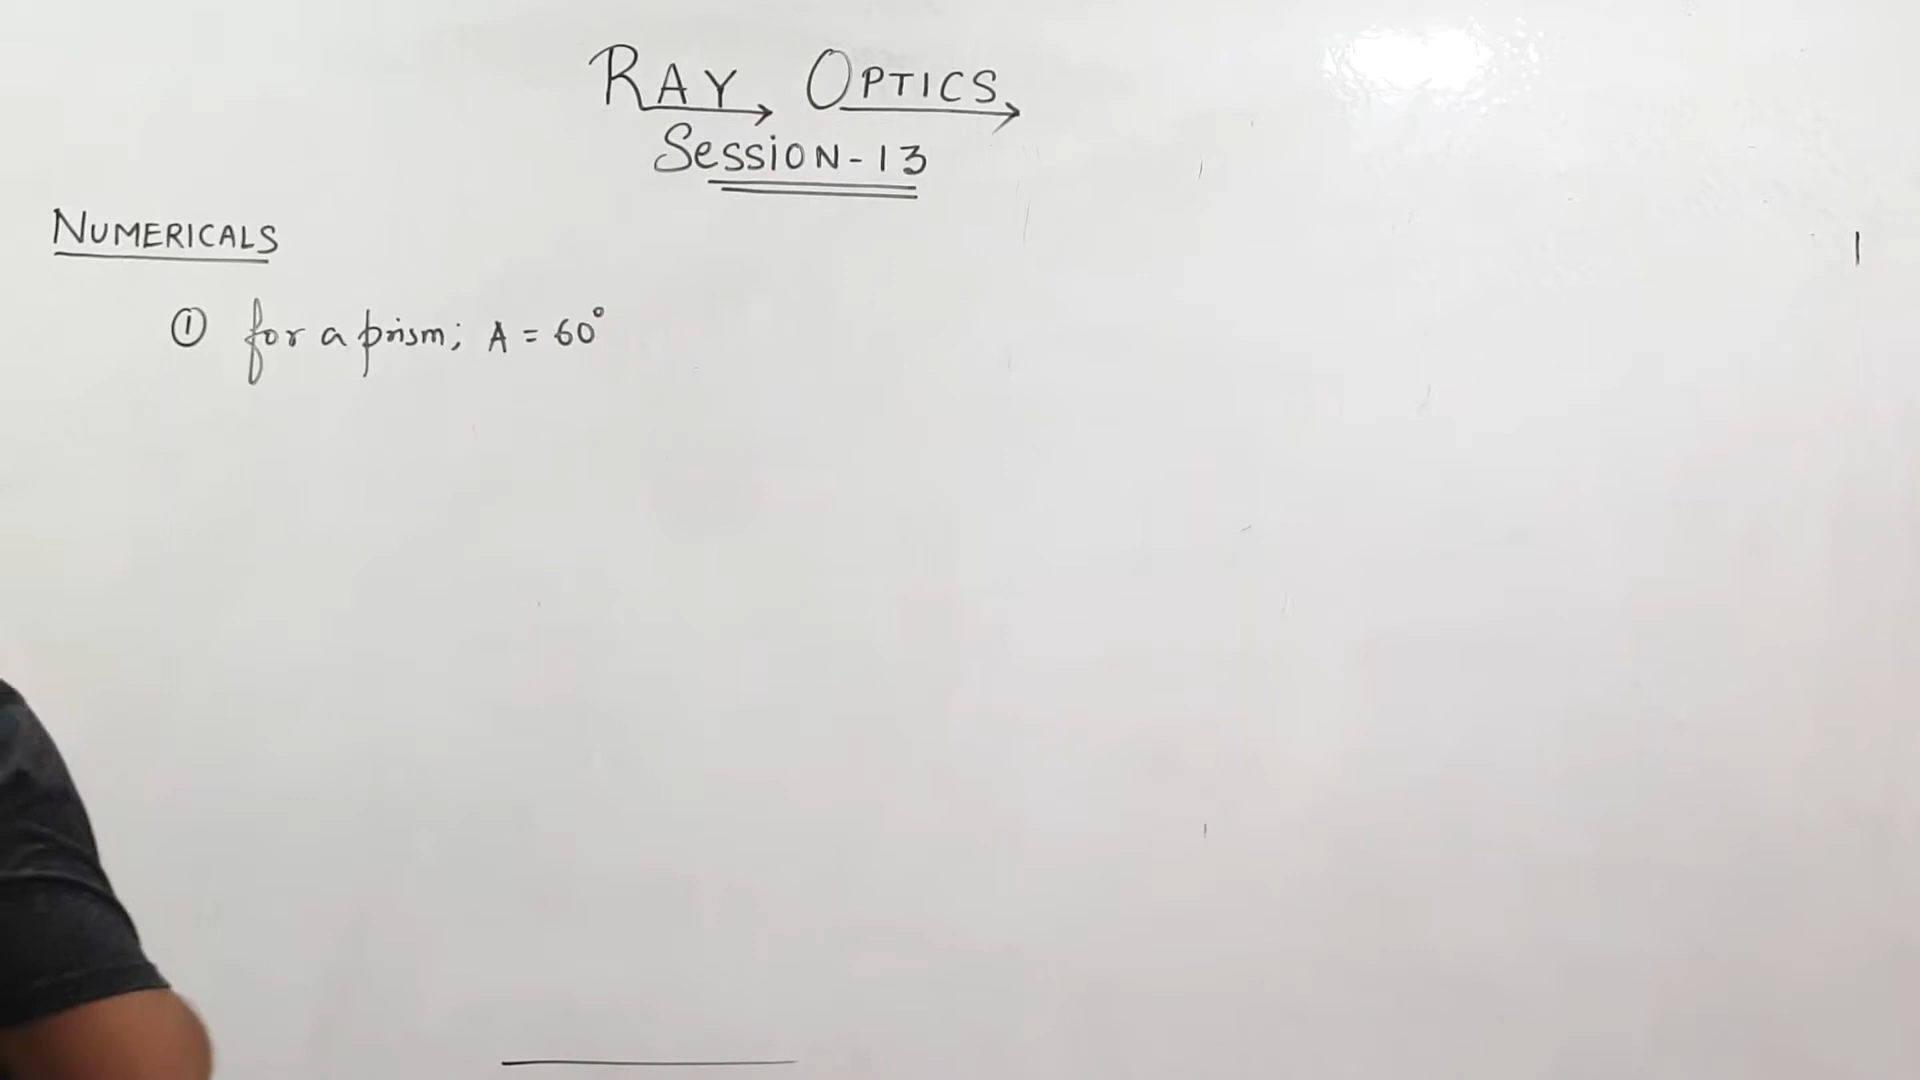 RAY OPTICS
SESSION-13
NUMERICALS
① for a prism; A = 60°